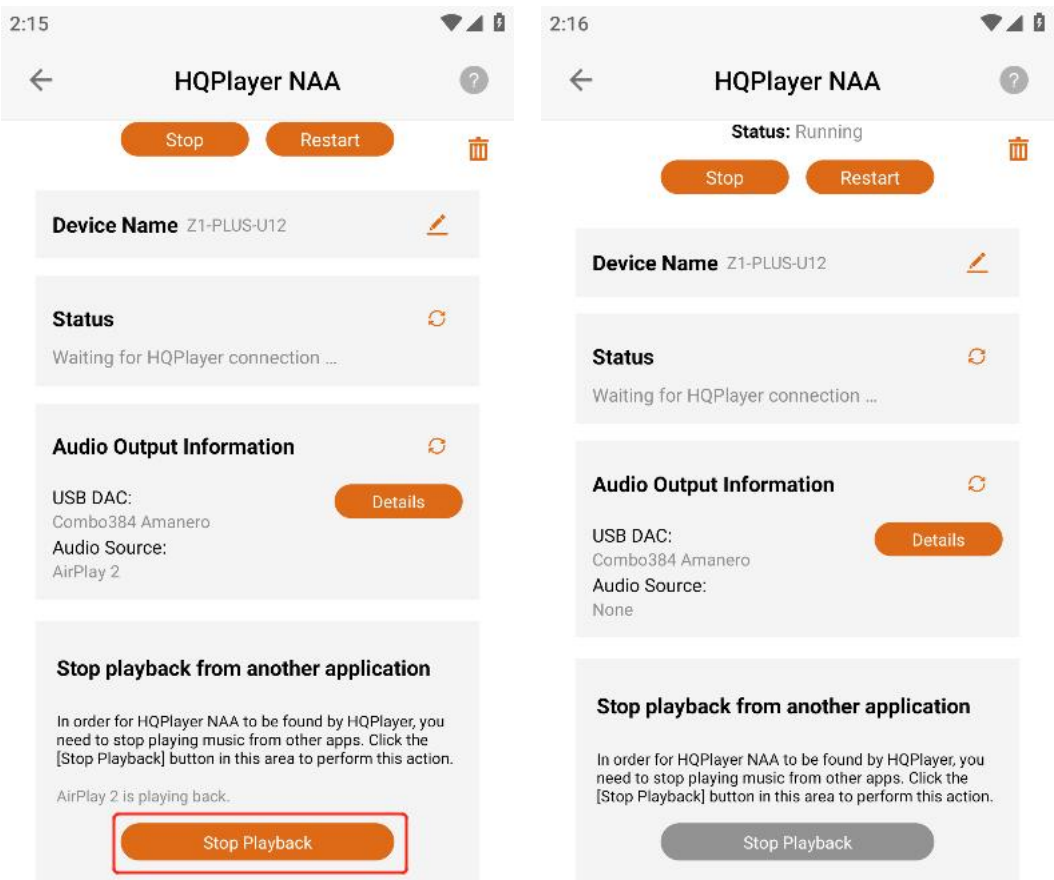 2:15
HQPlayer NAA
?
Stop
Restart
Device Name Z1-PLUS-U12
Status
Waiting for HQPlayer connection ...
Audio Output Information
USB DAC:
Details
Combo384 Amanero
Audio Source:
AirPlay 2
Stop playback from another application
In order for HQPlayer NAA to be found by HQPlayer, you
need to stop playing music from other apps. Click the
[Stop Playback] button in this area to perform this action.
AirPlay 2 is playing back.
Stop Playback
2:16
HQPlayer NAA
?
Status: Running
Stop
Restart
Device Name Z1-PLUS-U12
Status
Waiting for HQPlayer connection ...
Audio Output Information
USB DAC:
Details
Combo384 Amanero
Audio Source:
None
Stop playback from another application
In order for HQPlayer NAA to be found by HQPlayer, you
need to stop playing music from other apps. Click the
[Stop Playback] button in this area to perform this action.
Stop Playback